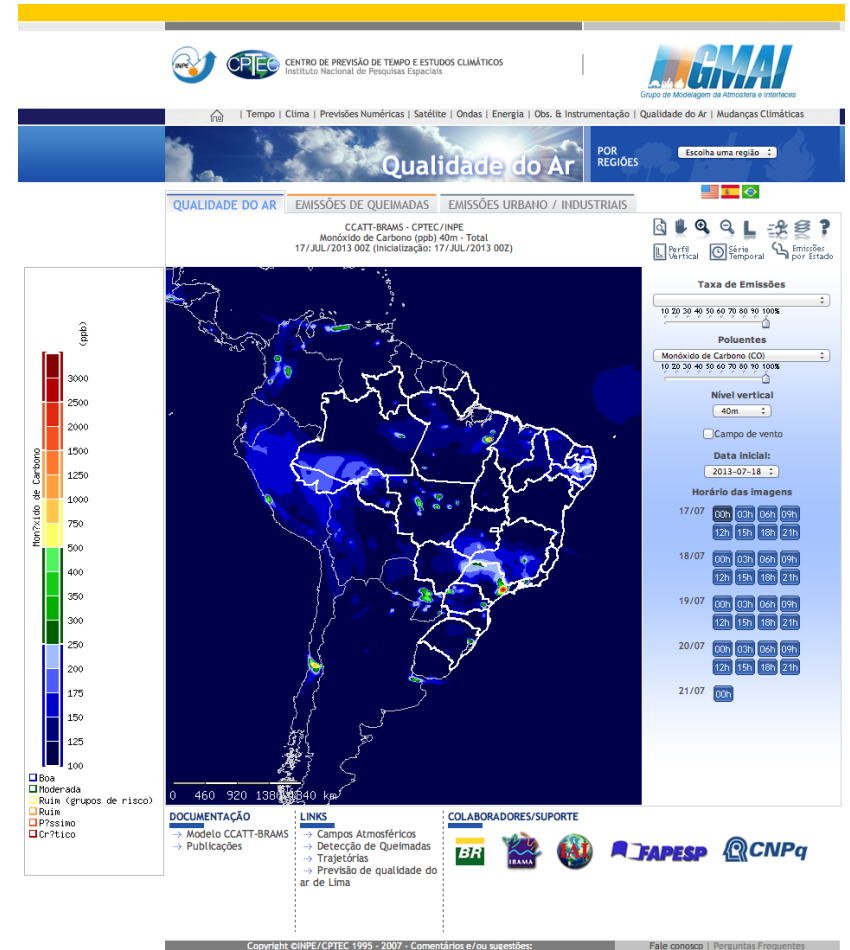 INPE
CPTEC
CENTRO DE PREVISÃO DE TEMPO E ESTUDOS CLIMÁTICOS
Instituto Nacional de Pesquisas Espaciais
GMAI
Grupo de Modelagem da Atmosfera e Interfaces
| Tempo | Clima | Previsões Numéricas | Satélite | Ondas | Energia | Obs. & Instrumentação | Qualidade do Ar | Mudanças Climáticas
Qualidade do Ar
POR
REGIÕES
Escolha uma região
QUALIDADE DO AR
EMISSÕES DE QUEIMADAS
EMISSÕES URBANO / INDUSTRIAIS
CCATT-BRAMS - CPTEC/INPE
Monóxido de Carbono (ppb) 40m - Total
17/JUL/2013 00Z (Inicialização: 17/JUL/2013 00Z)
(ppb)
Mon?xido de Carbono
3000
2500
2000
1500
1250
1000
750
500
400
350
300
250
200
175
150
125
100
Boa
Moderada
Ruim (grupos de risco)
Ruim
P?ssimo
Cr?tico
0 460 920 1380 1840 km
Perfil
Vertical
Série
Temporal
Emissões
por Estado
Taxa de Emissões
10 20 30 40 50 60 70 80 90 100%
Poluentes
Monóxido de Carbono (CO)
10 20 30 40 50 60 70 80 90 100%
Nível vertical
40m
Campo de vento
Data inicial:
2013-07-18
Horário das imagens
17/07 00h 03h 06h 09h
12h 15h 18h 21h
18/07 00h 03h 06h 09h
12h 15h 18h 21h
19/07 00h 03h 06h 09h
12h 15h 18h 21h
20/07 00h 03h 06h 09h
12h 15h 18h 21h
21/07 00h
DOCUMENTAÇÃO
Modelo CCATT-BRAMS
Publicações
LINKS
Campos Atmosféricos
Detecção de Queimadas
Trajetórias
Previsão de qualidade do
ar de Lima
COLABORADORES/SUPORTE
BR
IBAMA
IAI
FAPESP
CNPq
Copyright ©INPE/CPTEC 1995 - 2007 - Comentários e/ou sugestões:
Fale conosco | Perguntas Frequentes